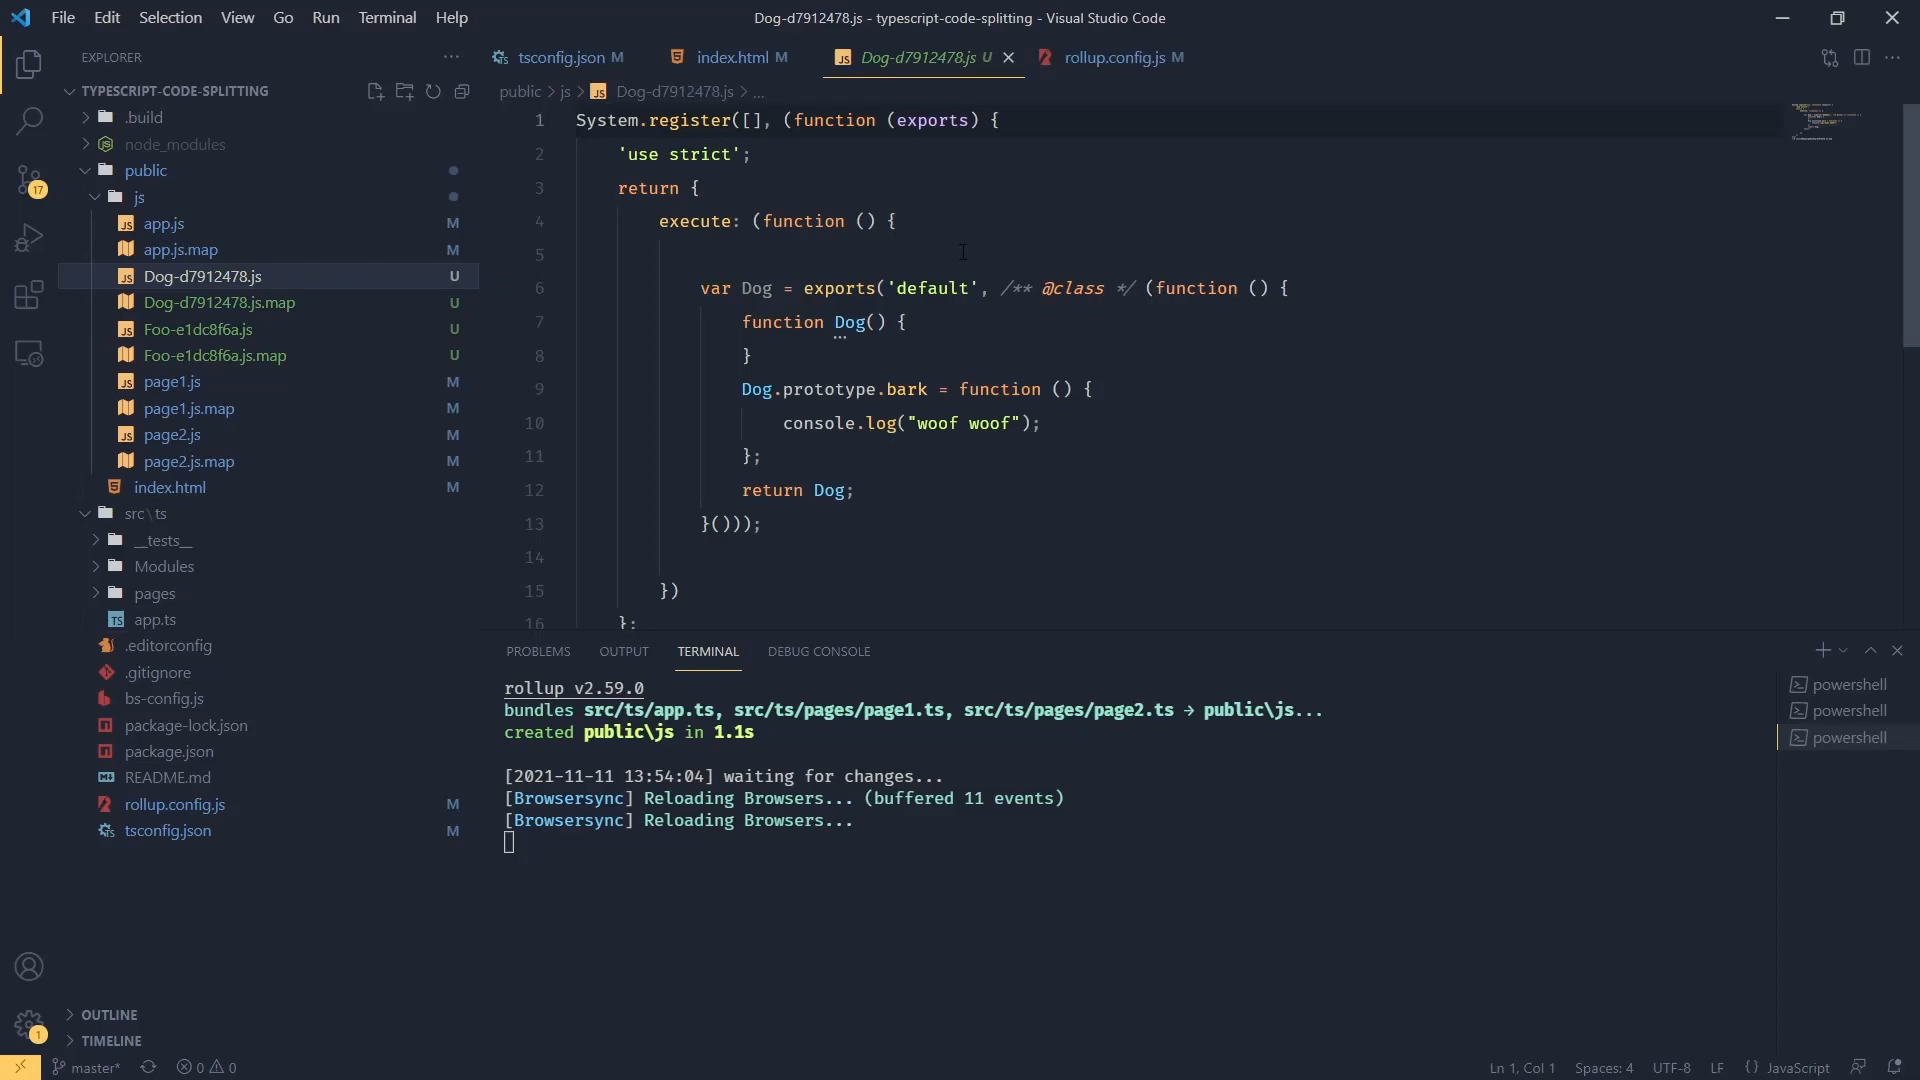 File Edit Selection View Go Run Terminal Help
Dog-d7912478.js - typescript-code-splitting - Visual Studio Code
EXPLORER
tsconfig.json M
index.html M
Dog-d7912478.js U
rollup.config.js M
TYPESCRIPT-CODE-SPLITTING
public > js > JS Dog-d7912478.js > ...
.build
node_modules
public
js
JS app.js M
app.js.map M
JS Dog-d7912478.js U
Dog-d7912478.js.map U
JS Foo-e1dc8f6a.js U
Foo-e1dc8f6a.js.map U
JS page1.js M
page1.js.map M
JS page2.js M
page2.js.map M
index.html M
src \ ts
__tests__
Modules
pages
TS app.ts
.editorconfig
.gitignore
bs-config.js
package-lock.json
package.json
README.md
rollup.config.js M
tsconfig.json M
OUTLINE
TIMELINE
17
1
1 System.register([], (function (exports) {
2 'use strict';
3 return {
4 execute: (function () {
5
6 var Dog = exports('default', /** @class */ (function () {
7 function Dog() {
8 }
9 Dog.prototype.bark = function () {
10 console.log("woof woof");
11 };
12 return Dog;
13 }()));
14
15 })
16 };
PROBLEMS OUTPUT TERMINAL DEBUG CONSOLE
rollup v2.59.0
bundles src/ts/app.ts, src/ts/pages/page1.ts, src/ts/pages/page2.ts → public\js...
created public\js in 1.1s
[2021-11-11 13:54:04] waiting for changes...
[Browsersync] Reloading Browsers... (buffered 11 events)
[Browsersync] Reloading Browsers...
powershell
powershell
powershell
master* 0 0
Ln 1, Col 1 Spaces: 4 UTF-8 LF {} JavaScript